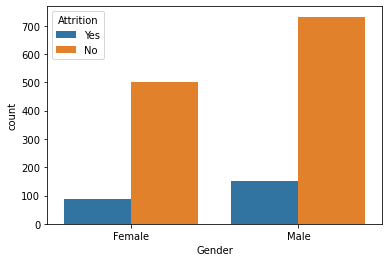 Attrition
Yes
No
700
600
500
400
300
200
100
0
count
Female
Male
Gender